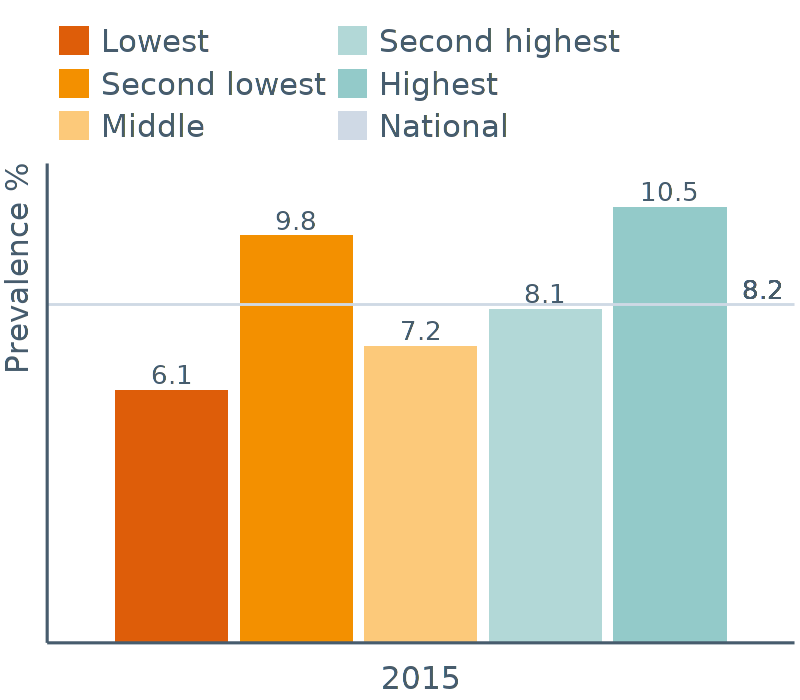 Lowest
Second lowest
Middle
Second highest
Highest
National
Prevalence %
6.1
9.8
7.2
8.1
10.5
8.2
2015